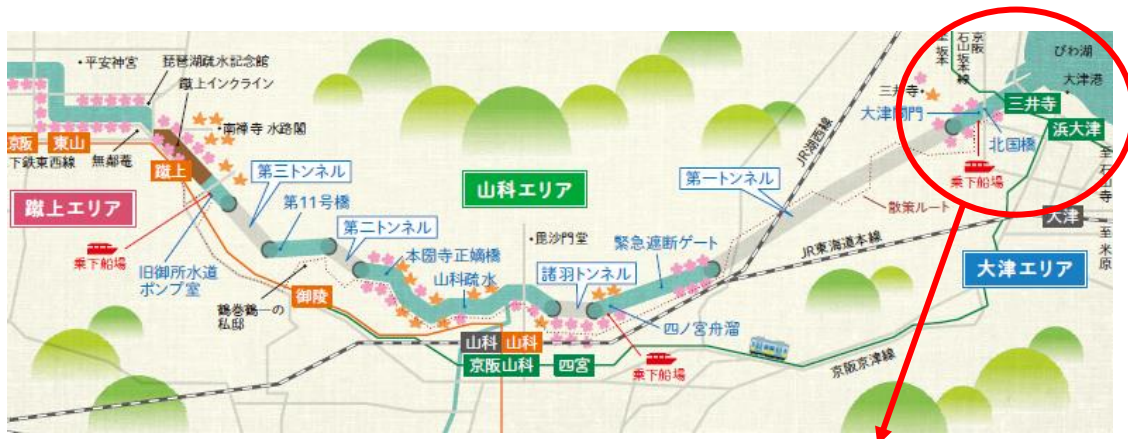 ・平安神宮
琵琶湖疏水記念館
蹴上インクライン
・南禅寺 水路閣
京阪
東山
下鉄東西線
無鄰菴
蹴上
蹴上エリア
乗下船場
旧御所水道
ポンプ室
第三トンネル
第11号橋
第二トンネル
本圀寺正嫡橋
山科疏水
鶴巻鶴一の
私邸
御陵
山科エリア
・毘沙門堂
諸羽トンネル
緊急遮断ゲート
四ノ宮舟溜
乗下船場
山科
山科
京阪山科
四宮
第一トンネル
JR湖西線
散策ルート
JR東海道本線
京阪京津線
至 坂本
京阪
石山坂本線
びわ湖
大津港
三井寺・
大津閘門
三井寺
浜大津
北国橋
乗下船場
至 石山寺
大津
至 米原
大津エリア